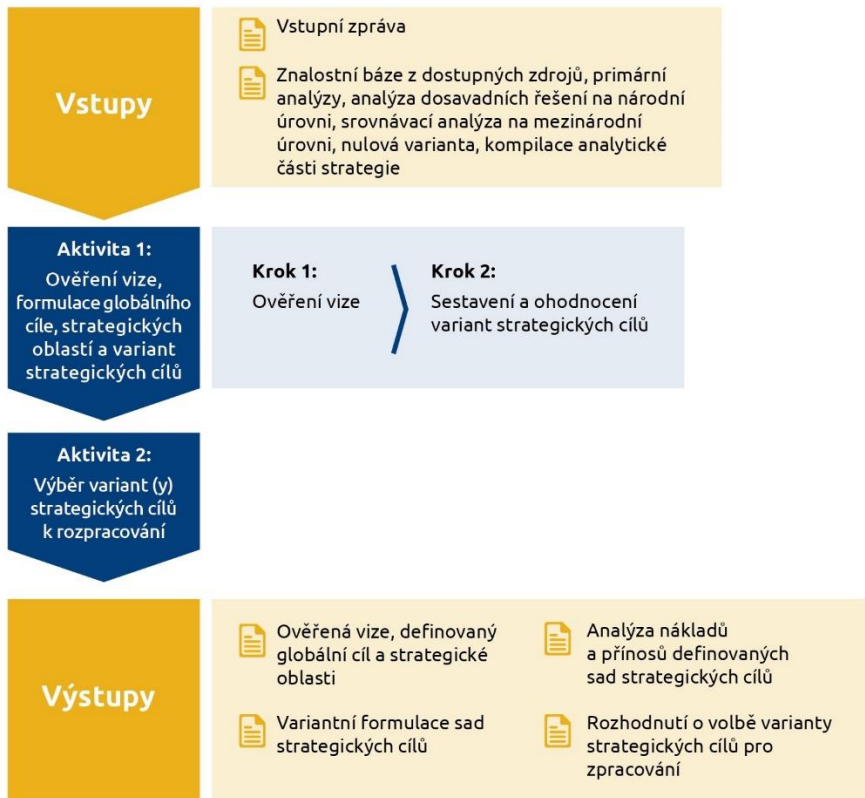 Vstupy
Vstupní zpráva
Znalostní báze z dostupných zdrojů, primární
analýzy, analýza dosavadních řešení na národní
úrovni, srovnávací analýza na mezinárodní
úrovni, nulová varianta, kompilace analytické
části strategie
Aktivita 1:
Ověření vize,
formulace globálního
cíle, strategických
oblastí a variant
strategických cílů
Krok 1:
Ověření vize
Krok 2:
Sestavení a ohodnocení
variant strategických cílů
Aktivita 2:
Výběr variant (y)
strategických cílů
k rozpracování
Výstupy
Ověřená vize, definovaný
globální cíl a strategické
oblasti
Variantní formulace sad
strategických cílů
Analýza nákladů
a přínosů definovaných
sad strategických cílů
Rozhodnutí o volbě varianty
strategických cílů pro
zpracování